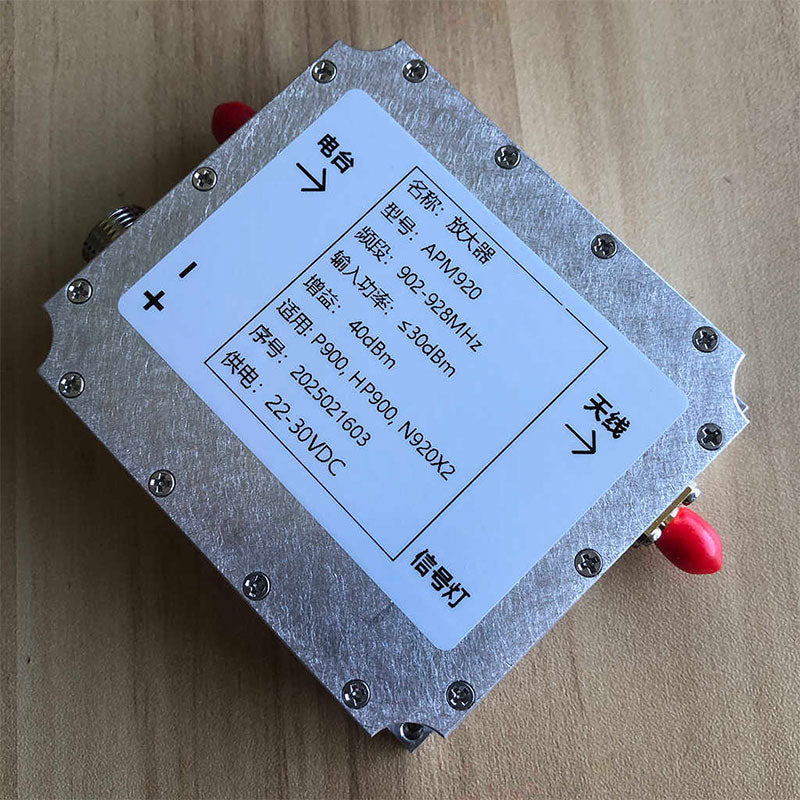 电台
→
－
＋
名称：放大器
型号：APM920
频段：902-928MHz
输入功率：≤30dBm
增益：40dBm
适用: P900, HP900, N920X2
序号：2025021603
供电：22-30VDC
天线
→
信号灯